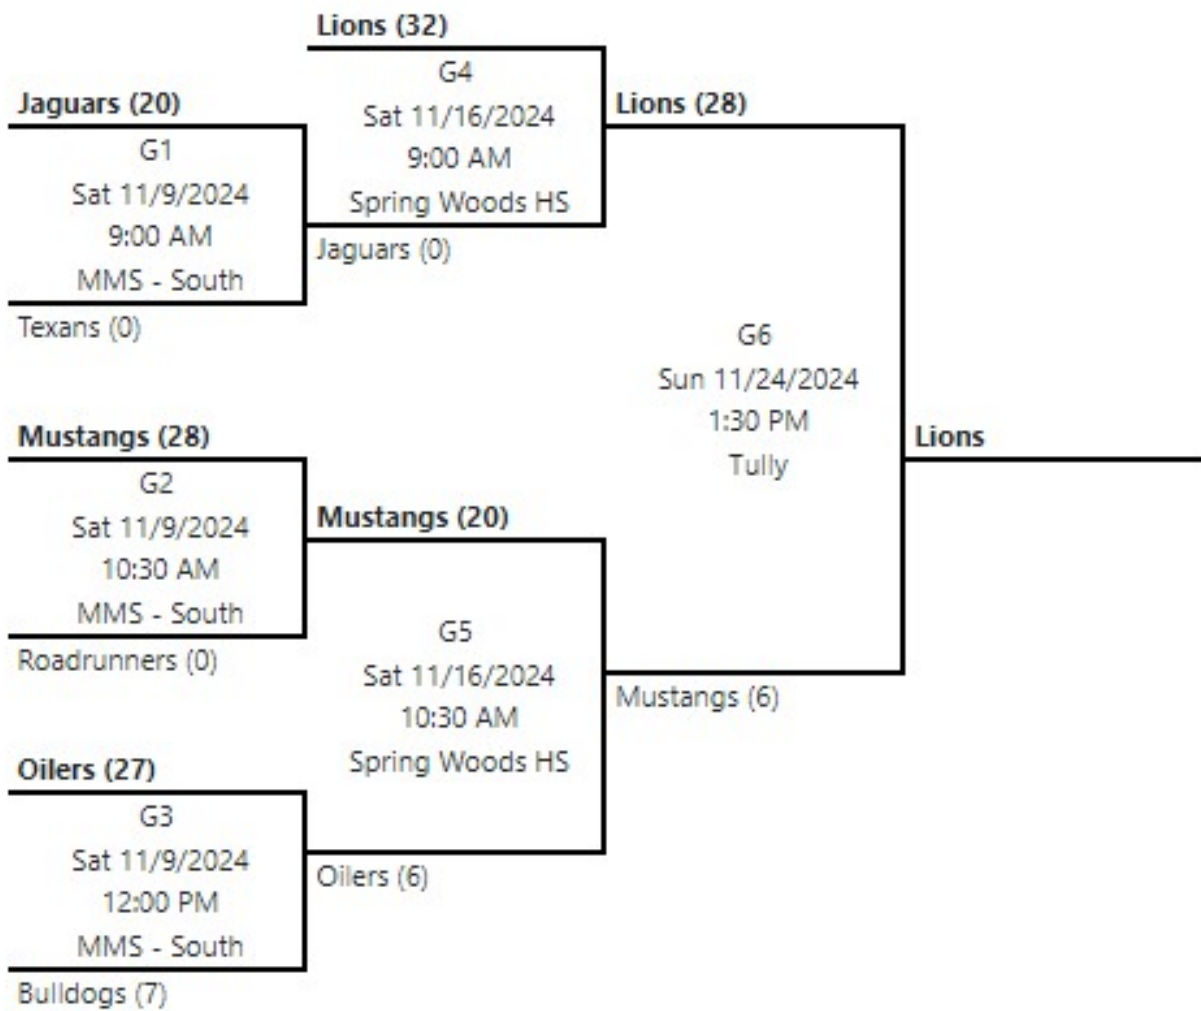 Lions (32)
G4
Sat 11/16/2024
9:00 AM
Spring Woods HS
Jaguars (0)
Jaguars (20)
G1
Sat 11/9/2024
9:00 AM
MMS - South
Texans (0)
Mustangs (28)
G2
Sat 11/9/2024
10:30 AM
MMS - South
Roadrunners (0)
Oilers (27)
G3
Sat 11/9/2024
12:00 PM
MMS - South
Bulldogs (7)
Mustangs (20)
G5
Sat 11/16/2024
10:30 AM
Spring Woods HS
Oilers (6)
Lions (28)
G6
Sun 11/24/2024
1:30 PM
Tully
Mustangs (6)
Lions